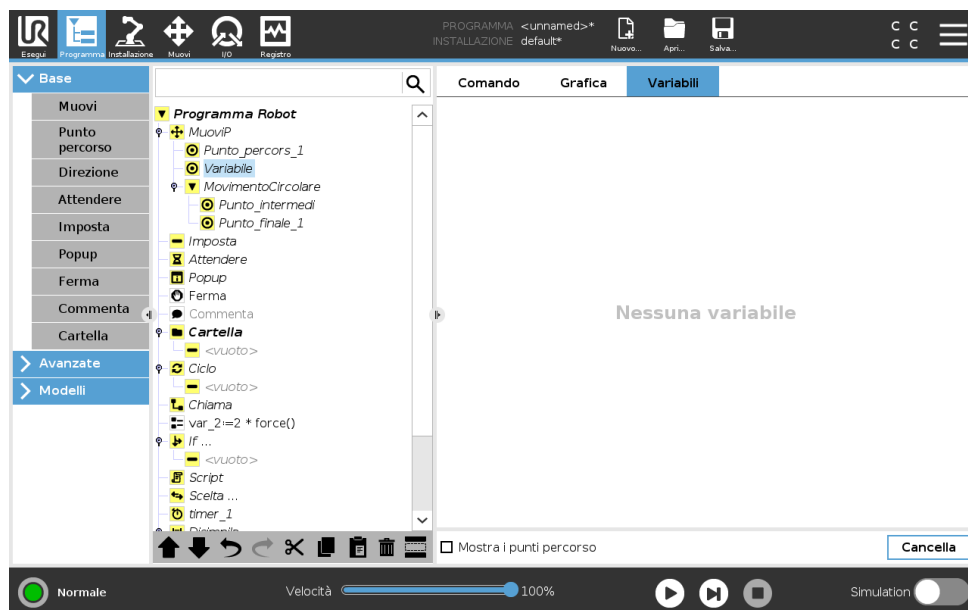 PROGRAMMA <unnamed>*
INSTALLAZIONE default*
UR
Esegui
Programma
Installazione
Muovi
I/O
Registro
Nuovo...
Apri...
Salva...
C C
C C
Base
Muovi
Punto
percorso
Direzione
Attendere
Imposta
Popup
Ferma
Commenta
Cartella
Avanzate
Modelli
Programma Robot
MuoviP
Punto_percors_1
Variabile
MovimentoCircolare
Punto_intermedi
Punto_finale_1
Imposta
Attendere
Popup
Ferma
Commenta
Cartella
<vuoto>
Ciclo
<vuoto>
Chiama
var_2:=2 * force()
If ...
<vuoto>
Script
Scelta ...
timer_1
Comando
Grafica
Variabili
Nessuna variabile
Mostra i punti percorso
Cancella
Normale
Velocità
100%
Simulation